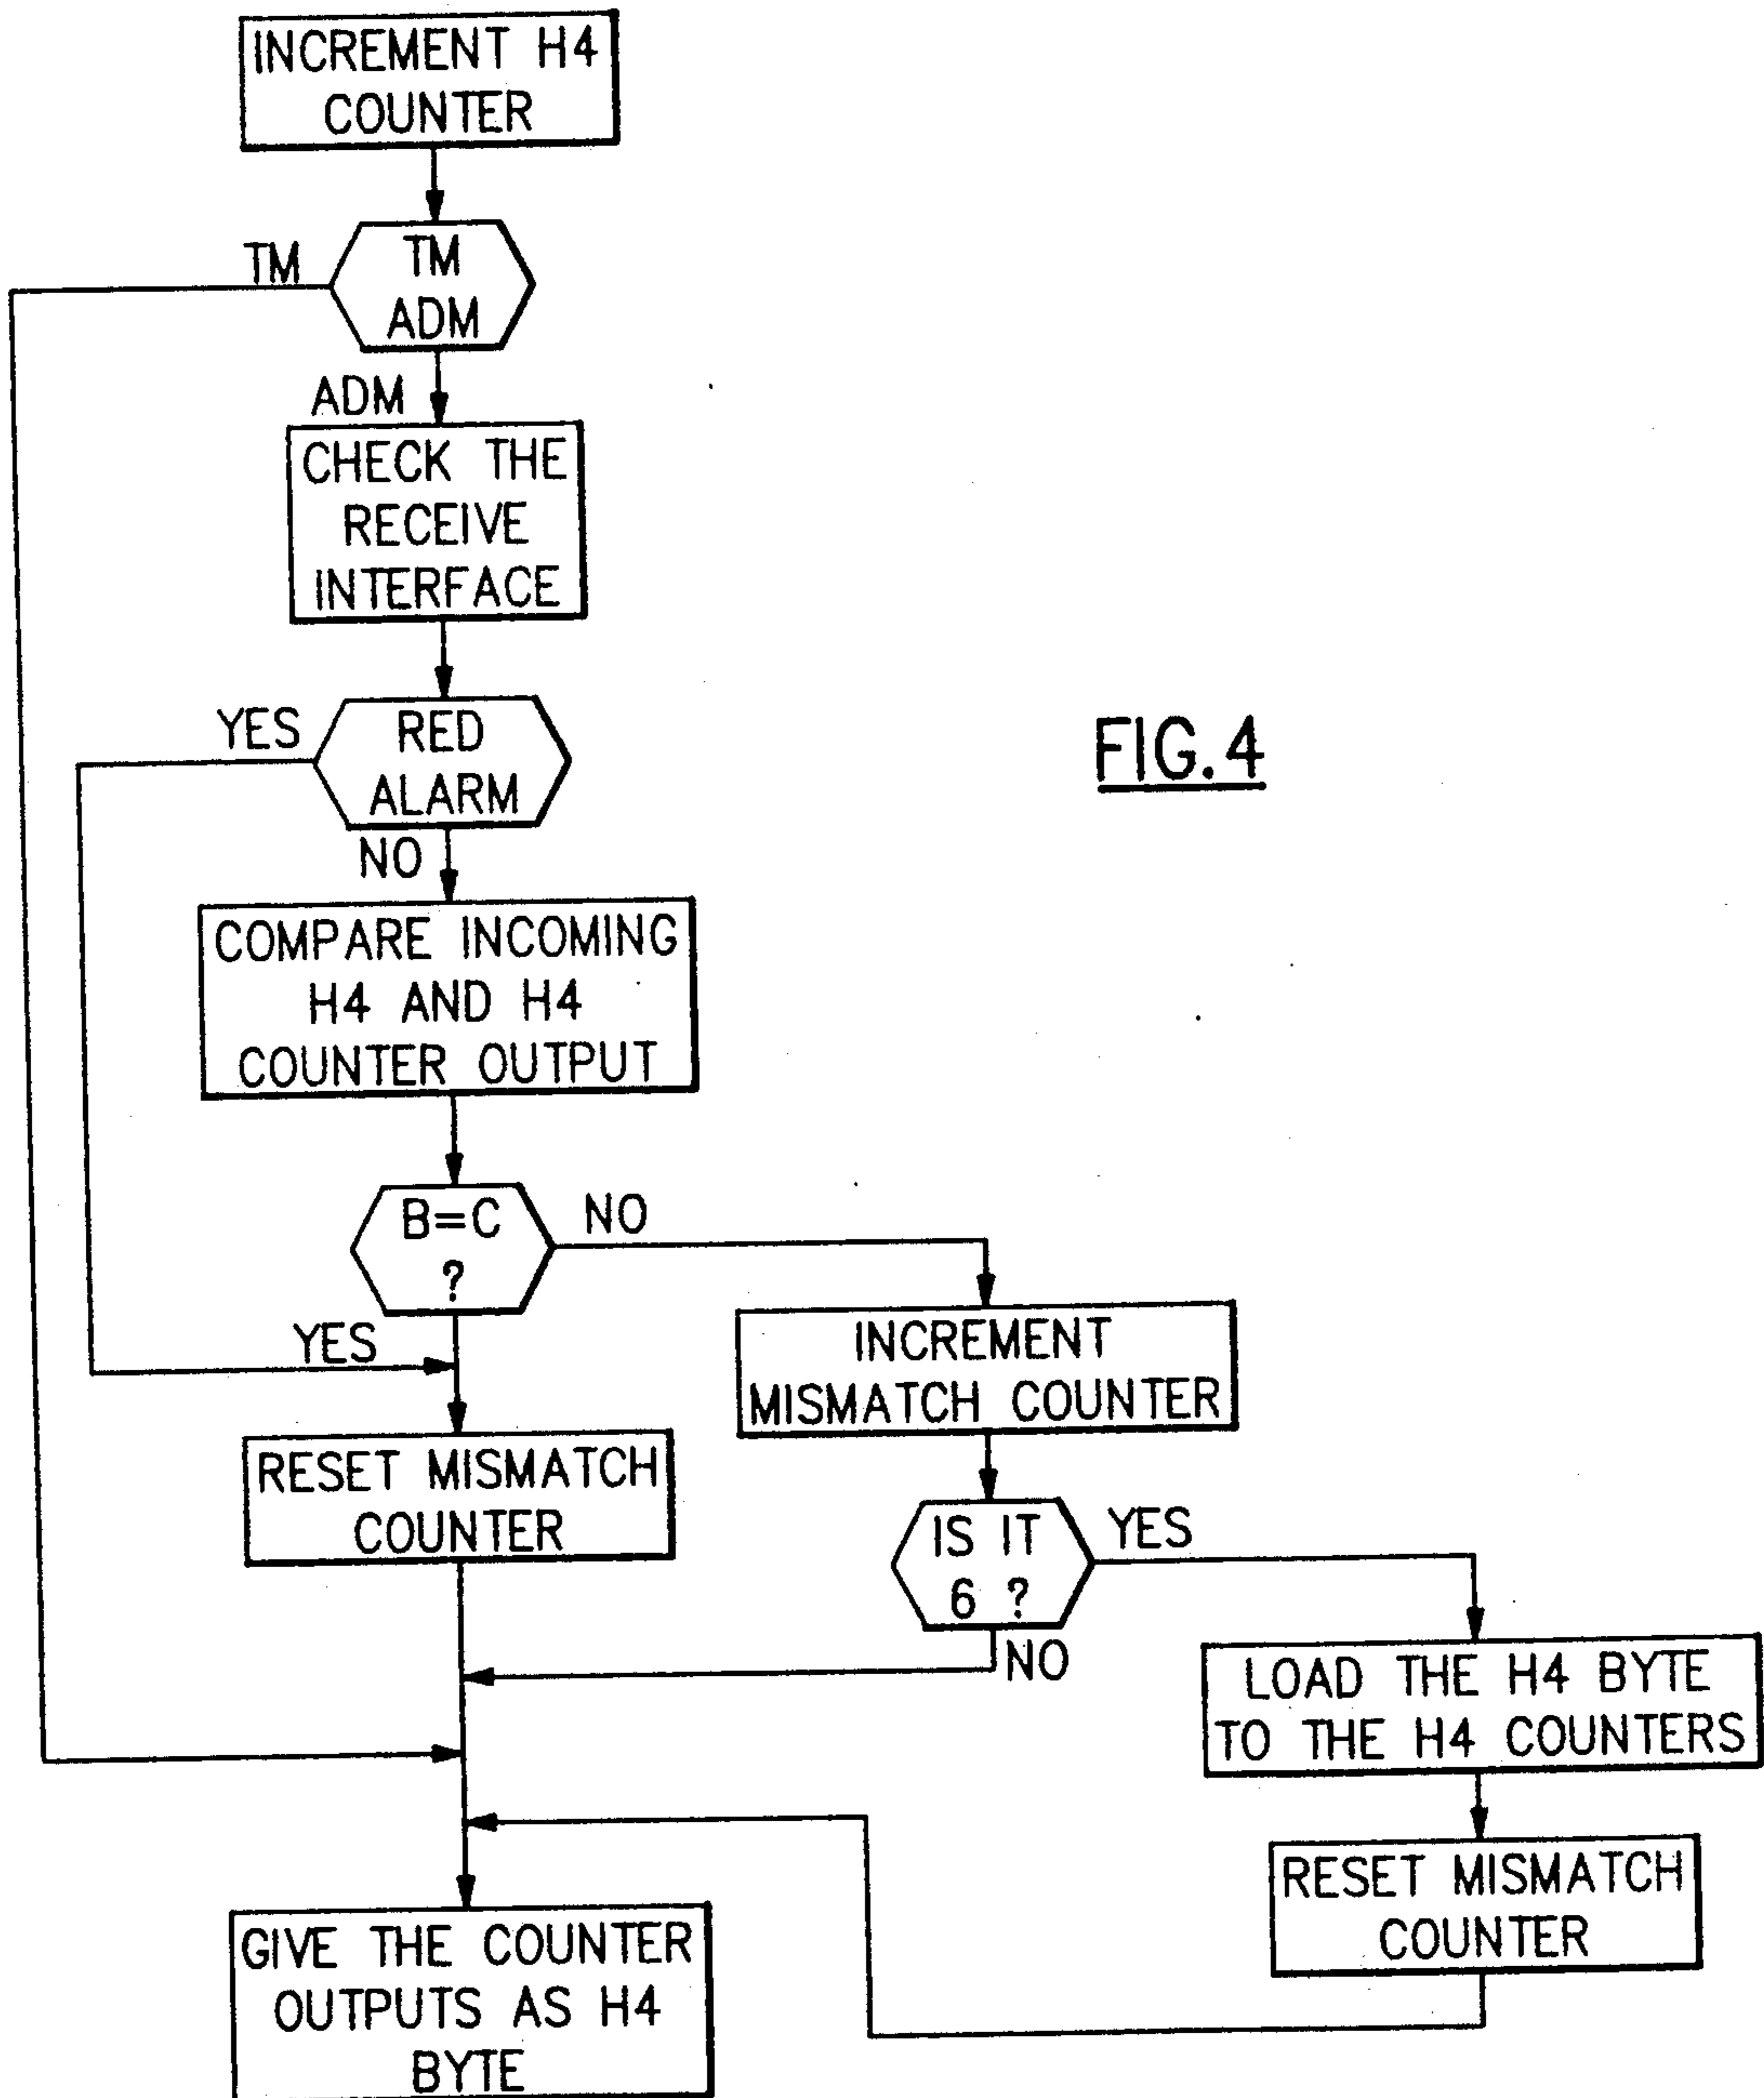 INCREMENT H4
COUNTER
TM
TM
ADM
ADM
CHECK THE
RECEIVE
INTERFACE
YES
RED
ALARM
NO
FIG.4
COMPARE INCOMING
H4 AND H4
COUNTER OUTPUT
B=C
?
NO
YES
INCREMENT
MISMATCH COUNTER
RESET MISMATCH
COUNTER
IS IT
6 ?
YES
NO
LOAD THE H4 BYTE
TO THE H4 COUNTERS
RESET MISMATCH
COUNTER
GIVE THE COUNTER
OUTPUTS AS H4
BYTE